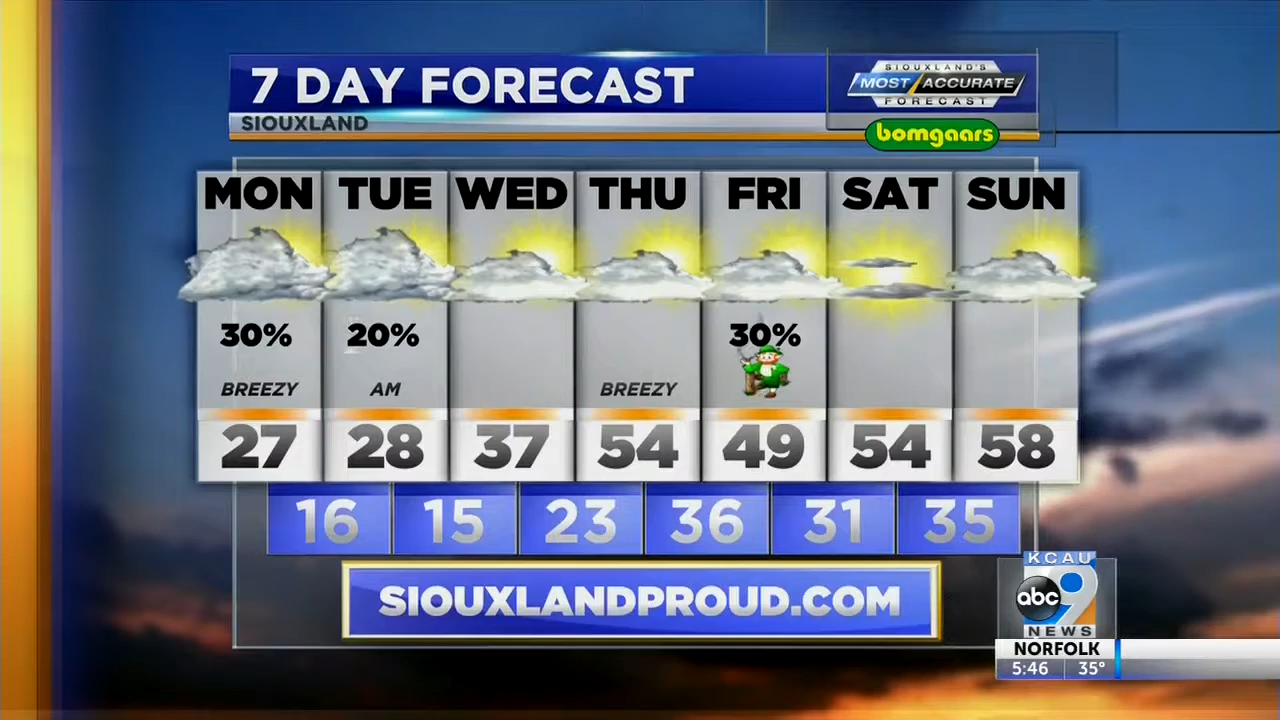 7 DAY FORECAST
SIOUXLAND
SIOUXLAND'S
MOST ACCURATE
FORECAST
bomgaars
MON TUE WED THU FRI SAT SUN
30% 20% 30%
BREEZY AM BREEZY
27 28 37 54 49 54 58
16 15 23 36 31 35
SIOUXLANDPROUD.COM
KCAU
abc 9
NEWS
NORFOLK
5:46 35°